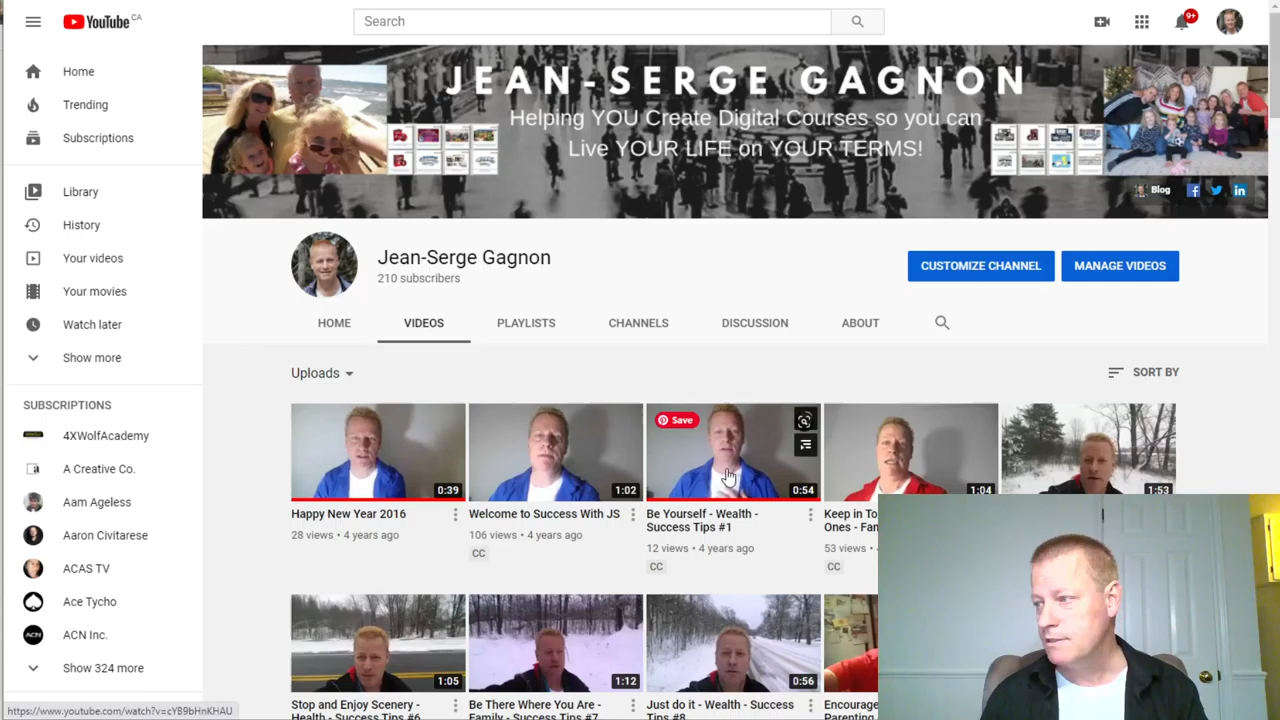 YouTube CA
Search
9+
Home
Trending
Subscriptions
Library
History
Your videos
Your movies
Watch later
Show more
SUBSCRIPTIONS
4XWolfAcademy
A Creative Co.
Aam Ageless
Aaron Civitarese
ACAS TV
Ace Tycho
ACN Inc.
Show 324 more
JEAN-SERGE GAGNON
Helping YOU Create Digital Courses so you can
Live YOUR LIFE on YOUR TERMS!
Blog
Jean-Serge Gagnon
210 subscribers
CUSTOMIZE CHANNEL
MANAGE VIDEOS
HOME VIDEOS PLAYLISTS CHANNELS DISCUSSION ABOUT
Uploads
SORT BY
0:39
Happy New Year 2016
28 views • 4 years ago
1:02
Welcome to Success With JS
106 views • 4 years ago
CC
Save
0:54
Be Yourself - Wealth -
Success Tips #1
12 views • 4 years ago
CC
1:04
Keep in To
Ones - Fan
53 views •
CC
1:53
1:05
Stop and Enjoy Scenery -
Health - Success Tips #6
1:12
Be There Where You Are -
Family - Success Tips #7
0:56
Just do it - Wealth - Success
Tips #8
Encourage
Parenting
https://www.youtube.com/watch?v=cYB9bHnKHAU